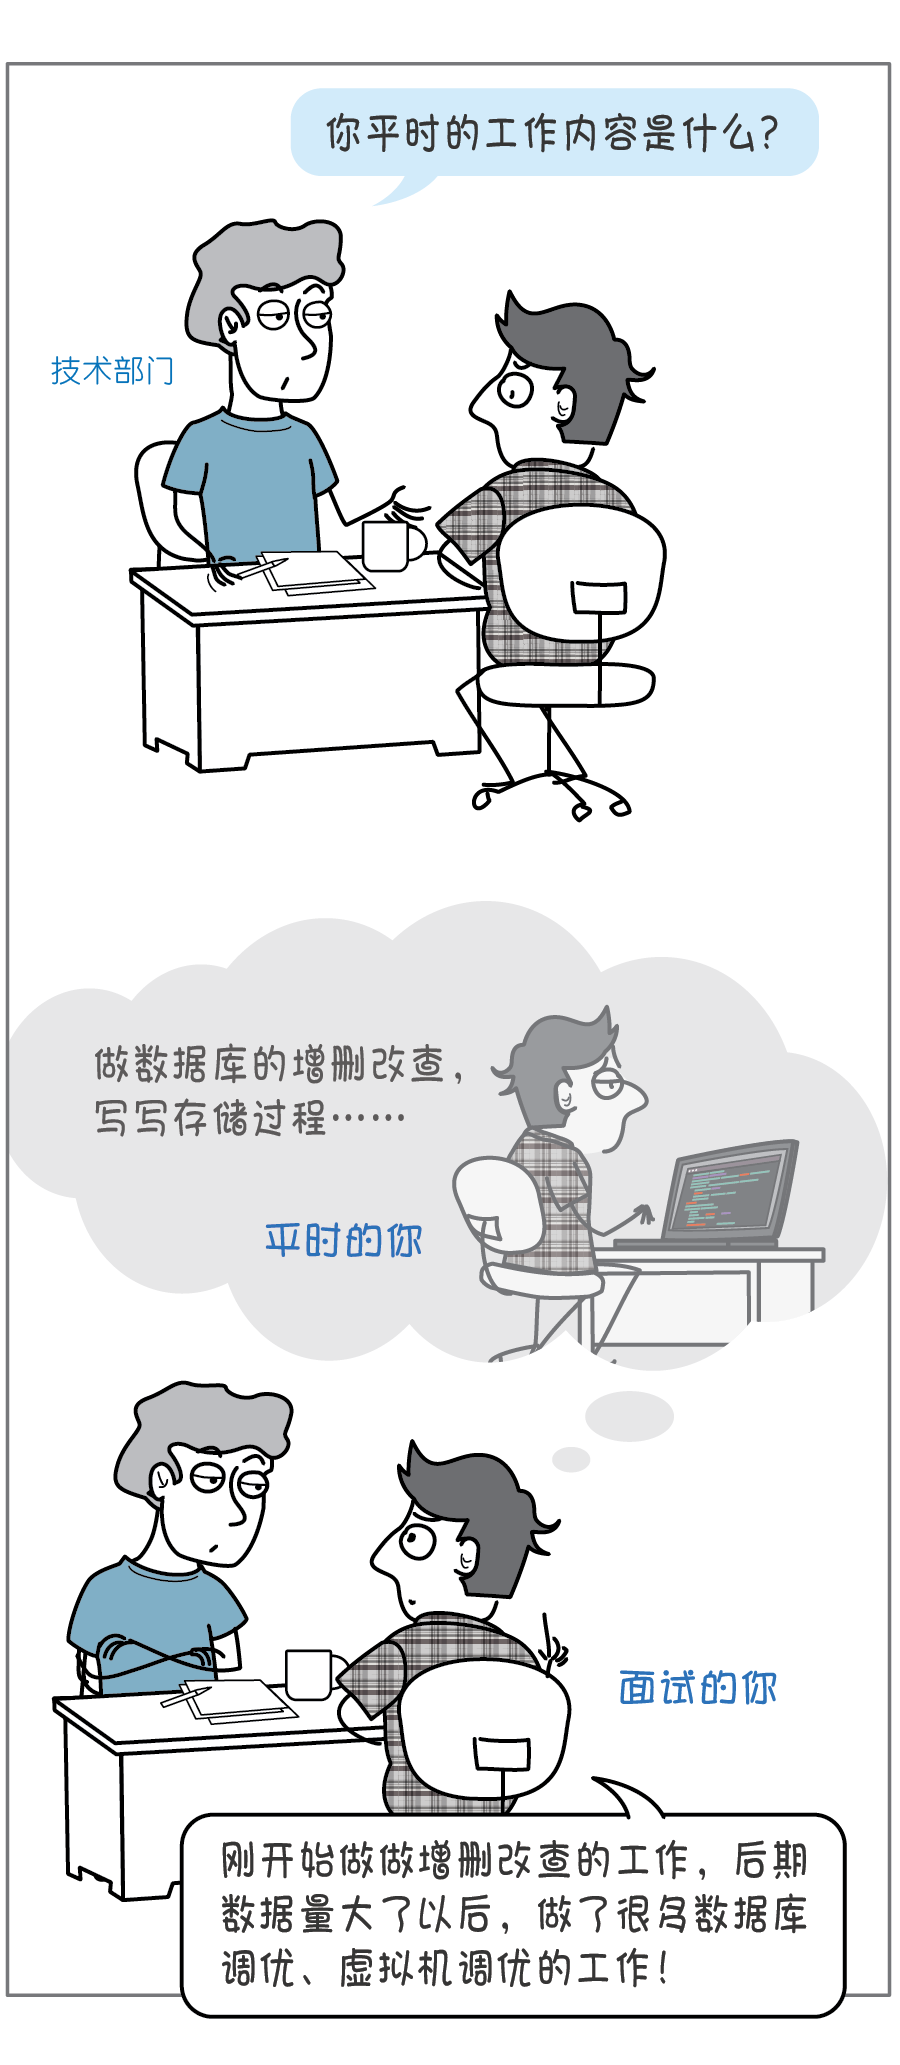 你平时的工作内容是什么?
技术部门
做数据库的增删改查,
写写存储过程……
平时的你
面试的你
刚开始做做增删改查的工作，后期
数据量大了以后，做了很多数据库
调优、虚拟机调优的工作!